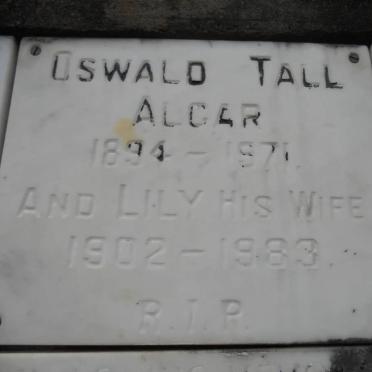 OSWALD TALL
ALGAR
1894 – 1971.
AND LILY HIS WIFE
1902 – 1983.
R.I.P.